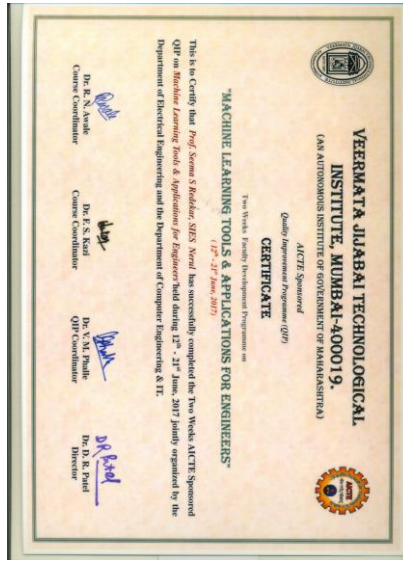 VEERMATA JIJABAI TECHNOLOGICAL
INSTITUTE, MUMBAI-400019.
(AN AUTONOMOUS INSTITUTE OF GOVERNMENT OF MAHARASHTRA)
AICTE Sponsored
Quality Improvement Programme (QIP)
CERTIFICATE
Two Weeks Faculty Development Programme on
"MACHINE LEARNING TOOLS & APPLICATIONS FOR ENGINEERS"
(12th - 21st June, 2017)
This is to Certify that Prof. Seema S Redekar, SIES Nerul has successfully completed the Two Weeks AICTE Sponsored
QIP on Machine Learning Tools & Applications for Engineers held during 12th - 21st June, 2017 jointly organized by the
Department of Electrical Engineering and the Department of Computer Engineering & IT.
Dr. R. N. Awale
Course Coordinator
Dr. F. S. Kazi
Course Coordinator
Dr. V. M. Phalle
QIP Coordinator
DR Patel
Dr. D. R. Patel
Director
AICTE